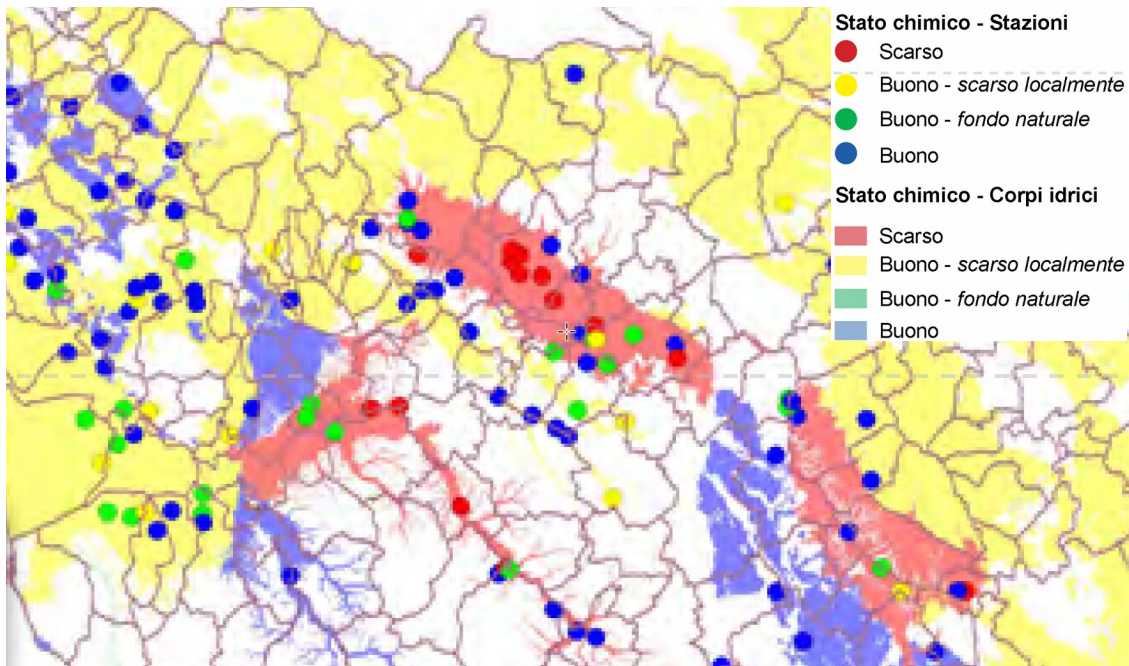 Stato chimico - Stazioni
Scarso
Buono - scarso localmente
Buono - fondo naturale
Buono
Stato chimico - Corpi idrici
Scarso
Buono - scarso localmente
Buono - fondo naturale
Buono